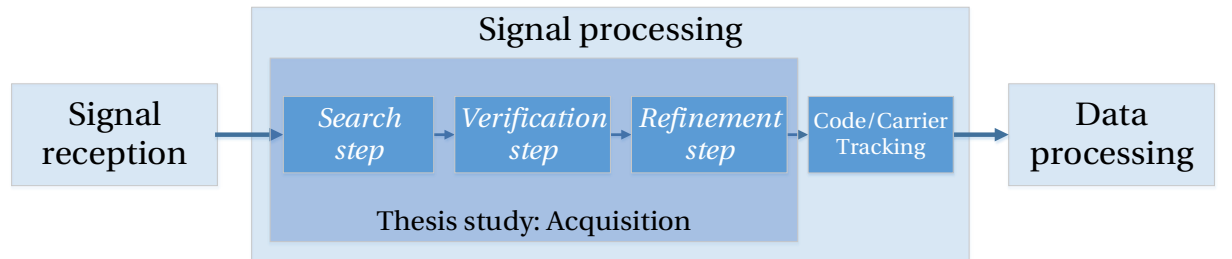 Signal processing
Signal
reception
Search
step
Verification
step
Refinement
step
Code/Carrier
Tracking
Data
processing
Thesis study: Acquisition